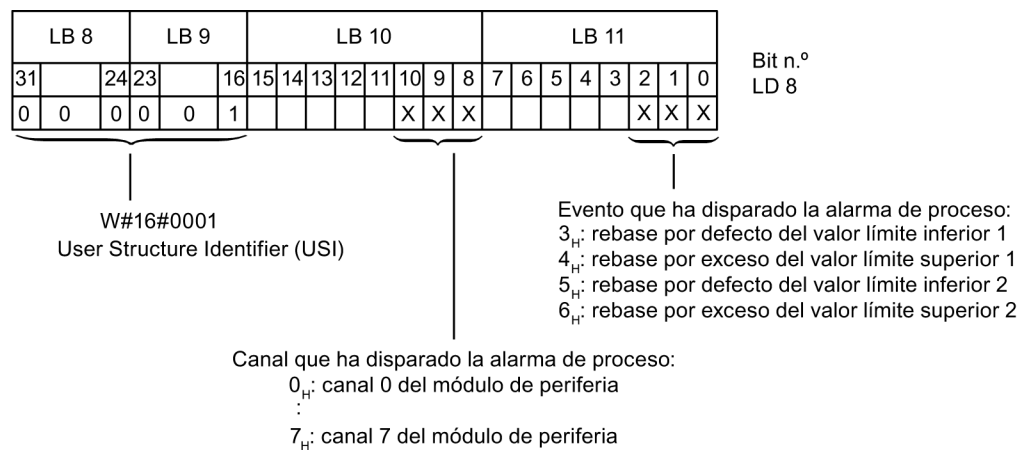 LB 8 LB 9 LB 10 LB 11
31 24 23 16 15 14 13 12 11 10 9 8 7 6 5 4 3 2 1 0
0 0 0 0 0 1 X X X X X X
Bit n.º
LD 8
W#16#0001
User Structure Identifier (USI)
Evento que ha disparado la alarma de proceso:
3H: rebase por defecto del valor límite inferior 1
4H: rebase por exceso del valor límite superior 1
5H: rebase por defecto del valor límite inferior 2
6H: rebase por exceso del valor límite superior 2
Canal que ha disparado la alarma de proceso:
0H: canal 0 del módulo de periferia
:
7H: canal 7 del módulo de periferia